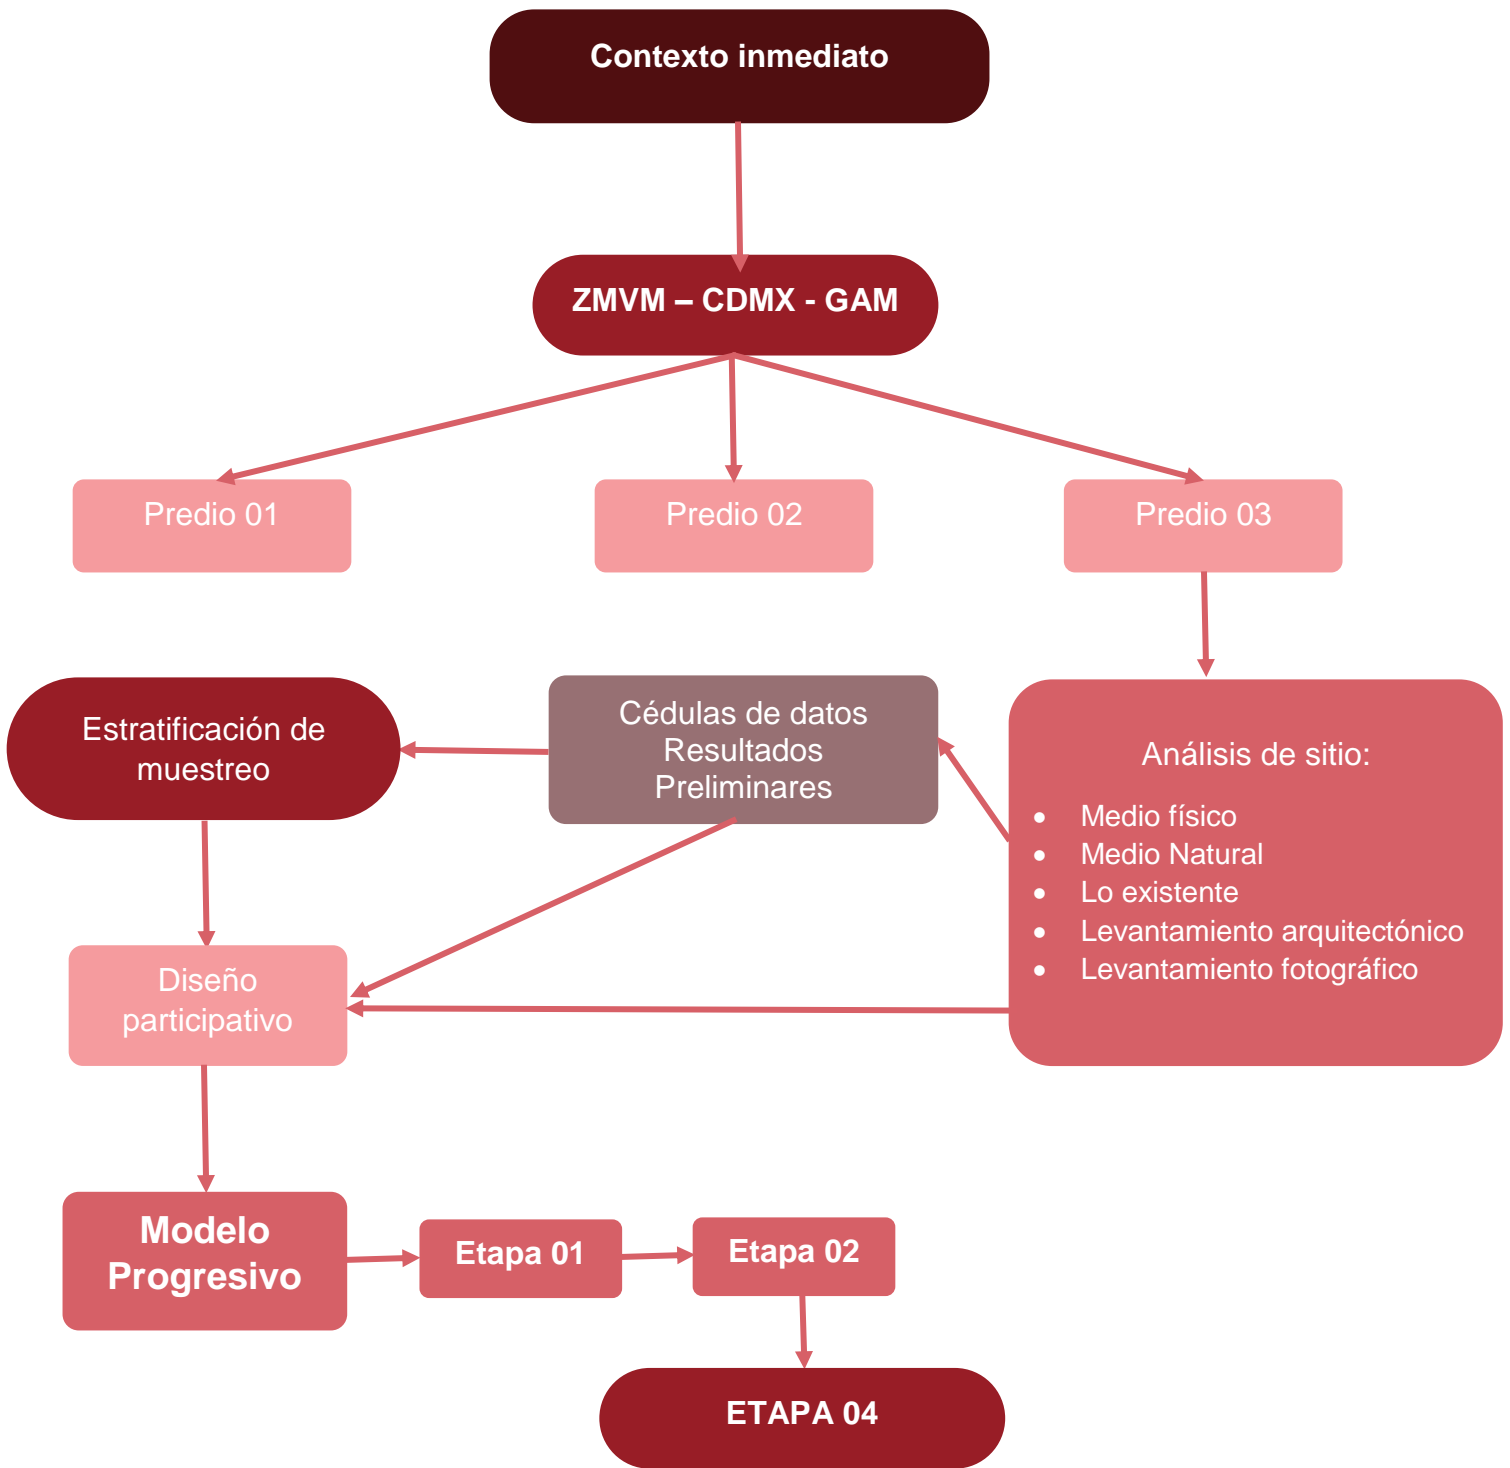 Contexto inmediato
ZMVM – CDMX - GAM
Predio 01
Predio 02
Predio 03
Estratificación de
muestreo
Cédulas de datos
Resultados
Preliminares
Análisis de sitio:
• Medio físico
• Medio Natural
• Lo existente
• Levantamiento arquitectónico
• Levantamiento fotográfico
Diseño
participativo
Modelo
Progresivo
Etapa 01
Etapa 02
ETAPA 04